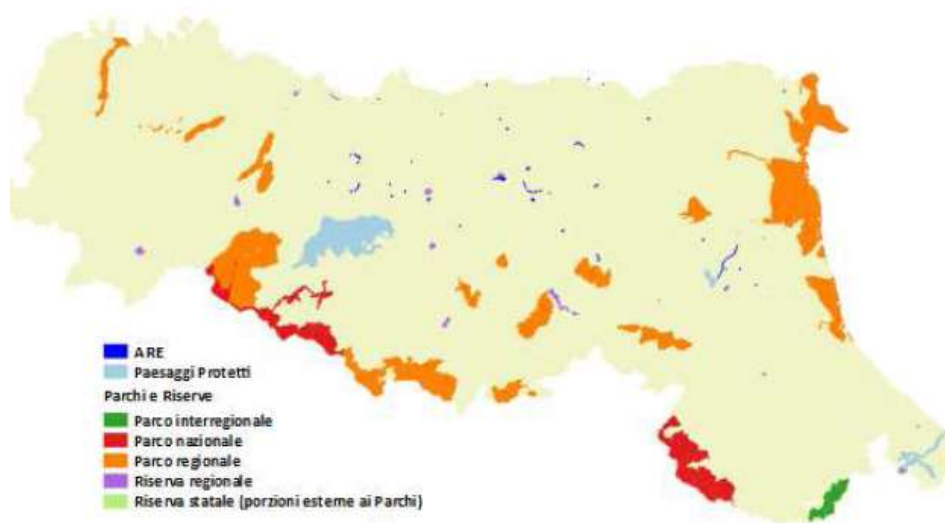 ARE
Paesaggi Protetti
Parchi e Riserve
Parco interregionale
Parco nazionale
Parco regionale
Riserva regionale
Riserva statale (porzioni esterne ai Parchi)